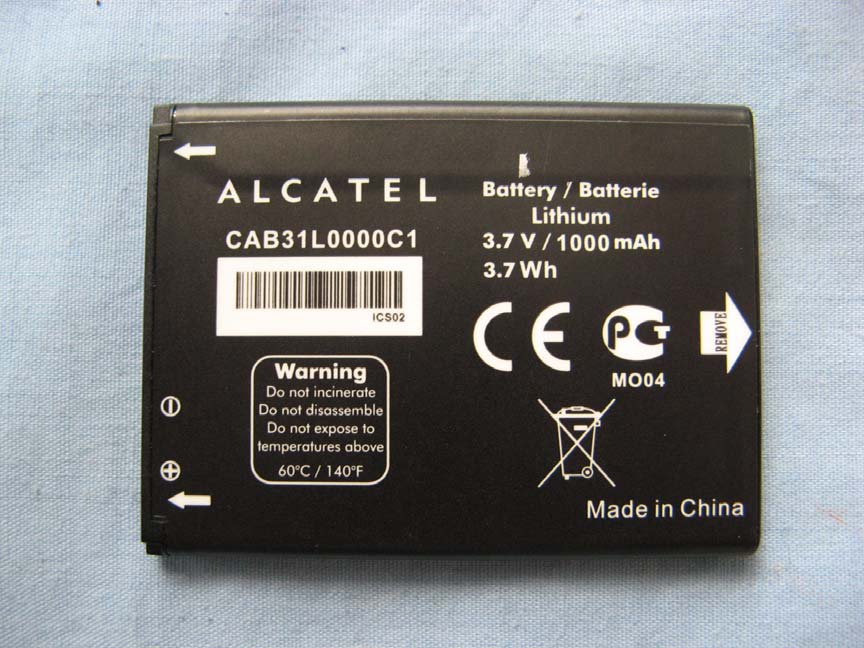 ALCATEL
CAB31L0000C1
ICS02
Battery / Batterie
Lithium
3.7 V / 1000 mAh
3.7 Wh
CE
PCT
MO04
REMOVE
Warning
Do not incinerate
Do not disassemble
Do not expose to
temperatures above
60°C / 140°F
Made in China